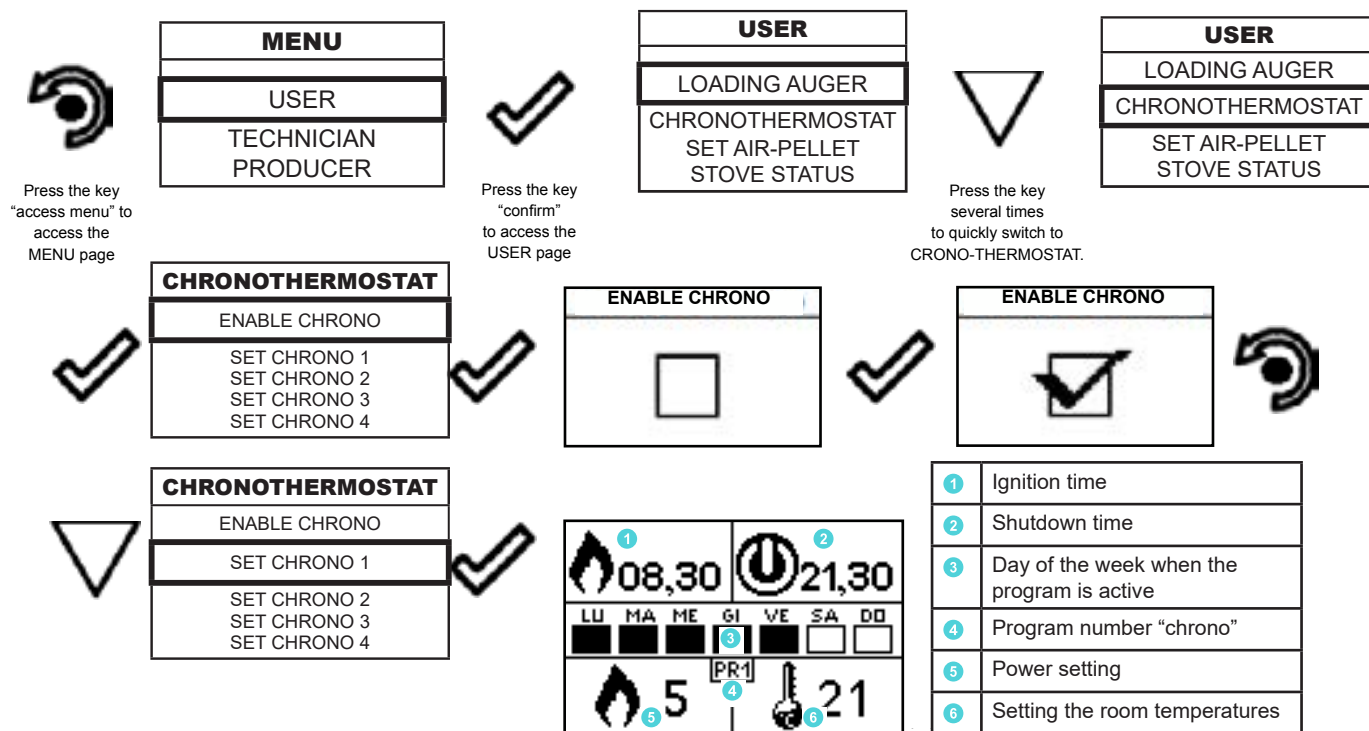 MENU
USER
TECHNICIAN
PRODUCER
Press the key
“access menu” to
access the
MENU page
Press the key
“confirm”
to access the
USER page
USER
LOADING AUGER
CHRONOTHERMOSTAT
SET AIR-PELLET
STOVE STATUS
Press the key
several times
to quickly switch to
CRONO-THERMOSTAT.
USER
LOADING AUGER
CHRONOTHERMOSTAT
SET AIR-PELLET
STOVE STATUS
CHRONOTHERMOSTAT
ENABLE CHRONO
SET CHRONO 1
SET CHRONO 2
SET CHRONO 3
SET CHRONO 4
ENABLE CHRONO
ENABLE CHRONO
CHRONOTHERMOSTAT
ENABLE CHRONO
SET CHRONO 1
SET CHRONO 2
SET CHRONO 3
SET CHRONO 4
1 08,30 2 21,30
LU MA ME GI VE SA DO
3
PR1
4
5 5 6 21
1 Ignition time
2 Shutdown time
3 Day of the week when the
program is active
4 Program number “chrono”
5 Power setting
6 Setting the room temperatures